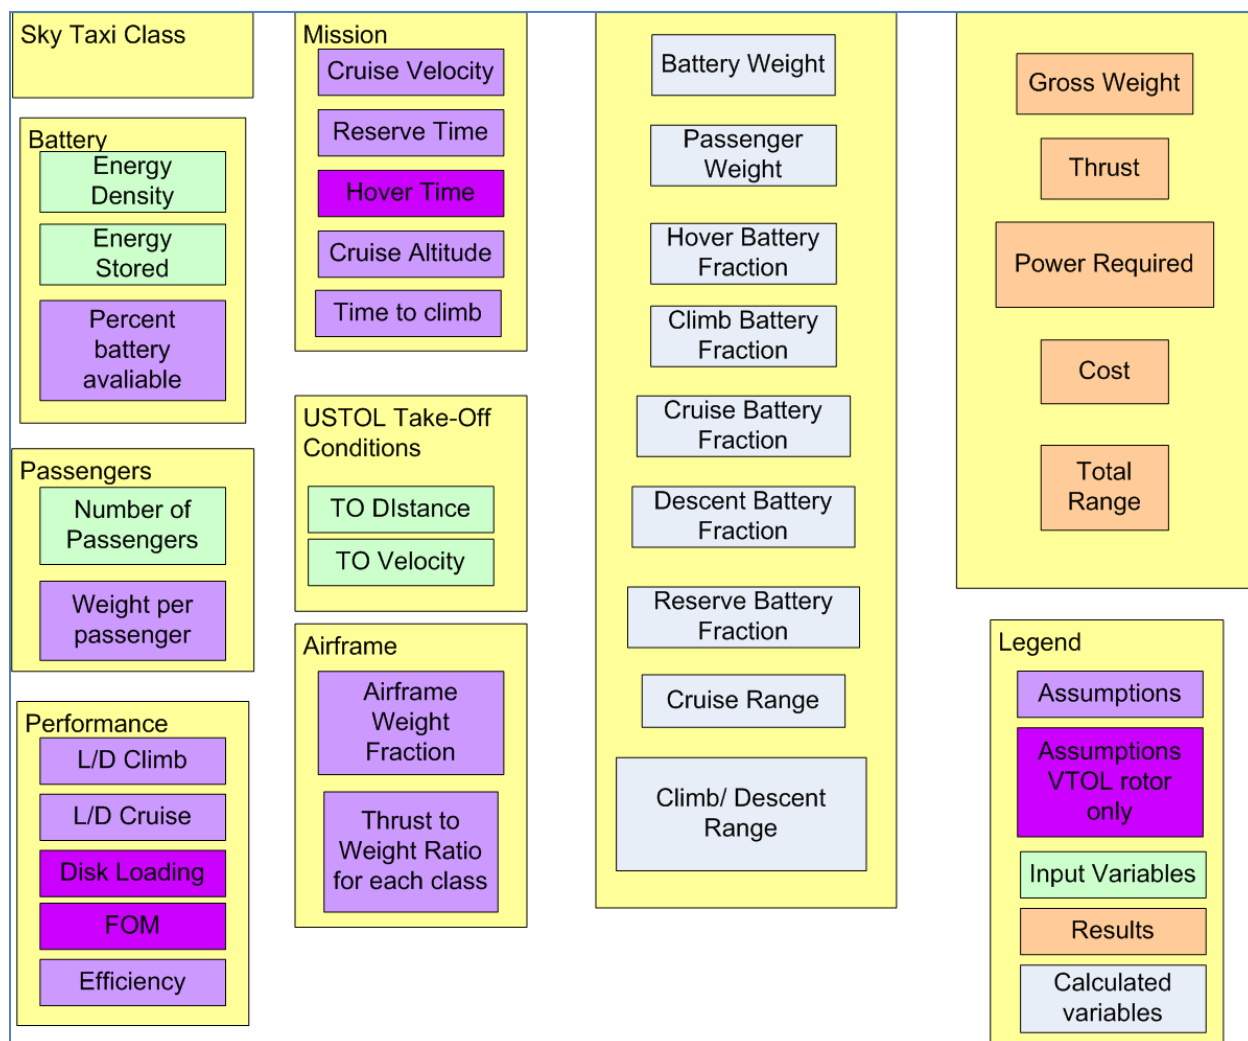 Sky Taxi Class
Battery
Energy
Density
Energy
Stored
Percent
battery
avaliable
Passengers
Number of
Passengers
Weight per
passenger
Performance
L/D Climb
L/D Cruise
Disk Loading
FOM
Efficiency
Mission
Cruise Velocity
Reserve Time
Hover Time
Cruise Altitude
Time to climb
USTOL Take-Off
Conditions
TO DIstance
TO Velocity
Airframe
Airframe
Weight
Fraction
Thrust to
Weight Ratio
for each class
Battery Weight
Passenger
Weight
Hover Battery
Fraction
Climb Battery
Fraction
Cruise Battery
Fraction
Descent Battery
Fraction
Reserve Battery
Fraction
Cruise Range
Climb/ Descent
Range
Gross Weight
Thrust
Power Required
Cost
Total
Range
Legend
Assumptions
Assumptions
VTOL rotor
only
Input Variables
Results
Calculated
variables